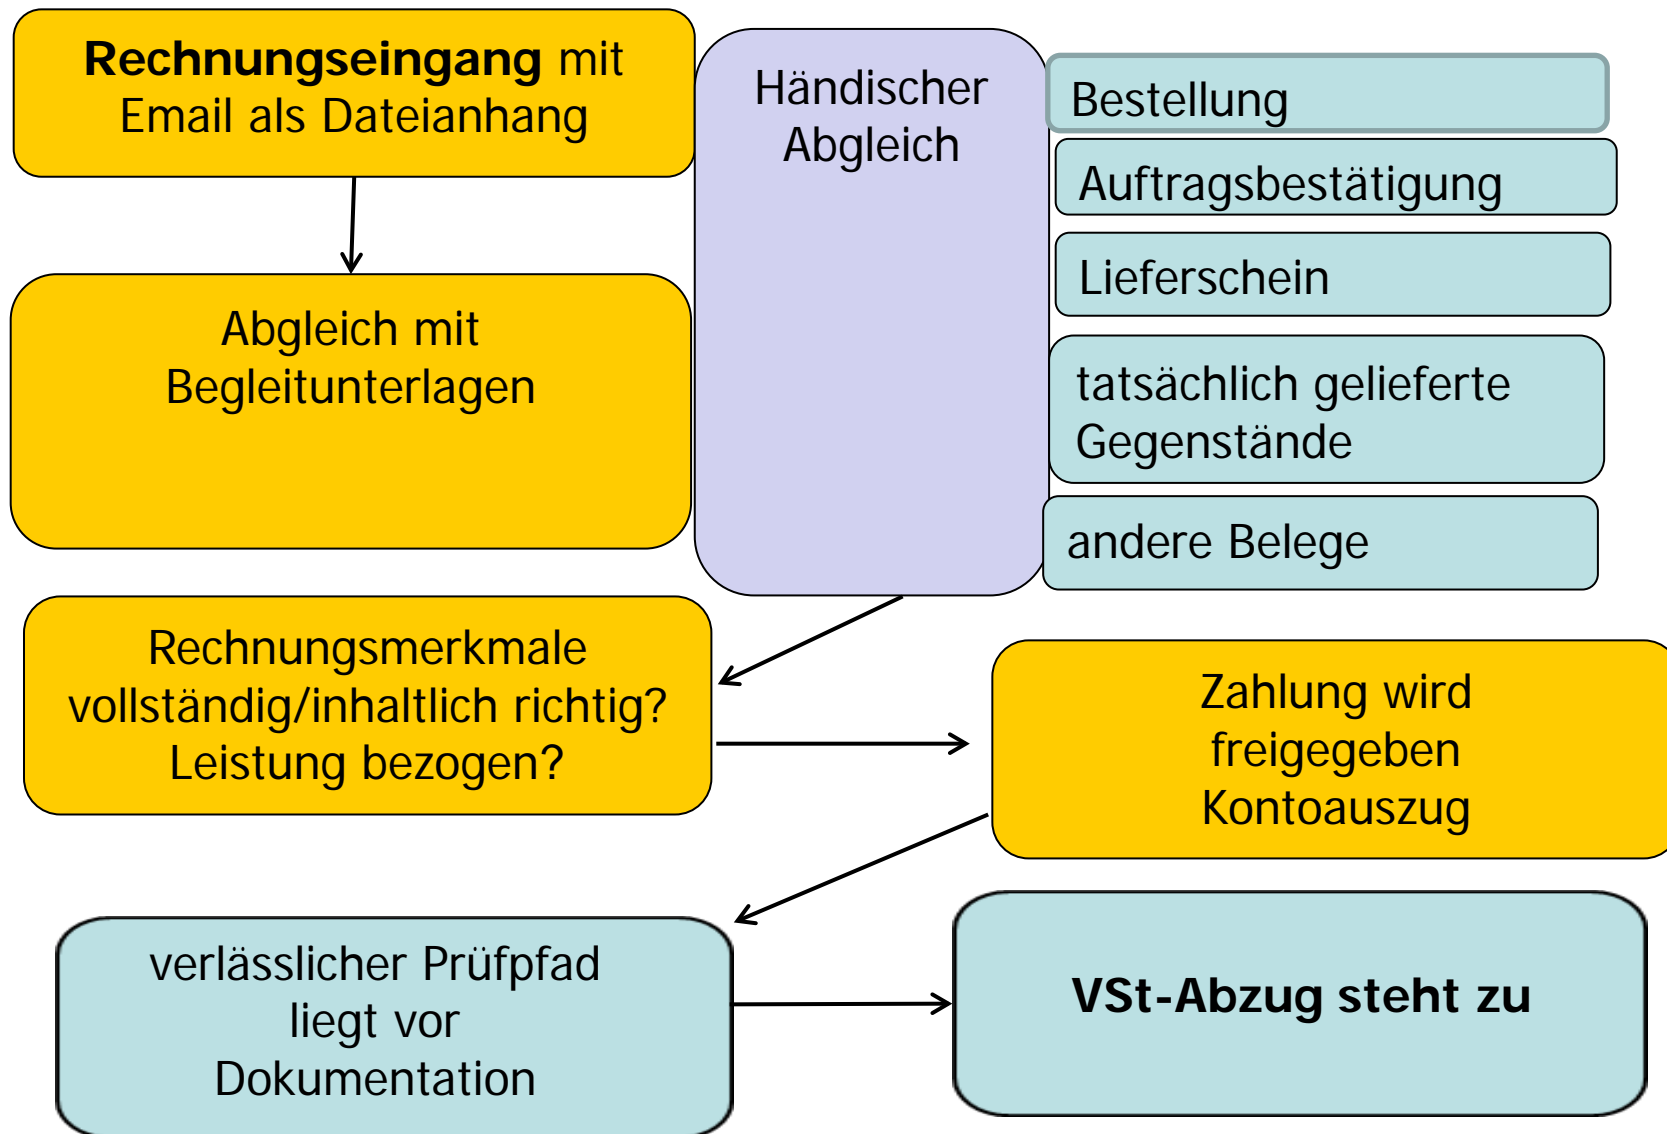 Rechnungseingang mit
Email als Dateianhang
Händischer
Abgleich
Bestellung
Auftragsbestätigung
Lieferschein
tatsächlich gelieferte
Gegenstände
andere Belege
Abgleich mit
Begleitunterlagen
Rechnungsmerkmale
vollständig/inhaltlich richtig?
Leistung bezogen?
Zahlung wird
freigegeben
Kontoauszug
verlässlicher Prüfpfad
liegt vor
Dokumentation
VSt-Abzug steht zu